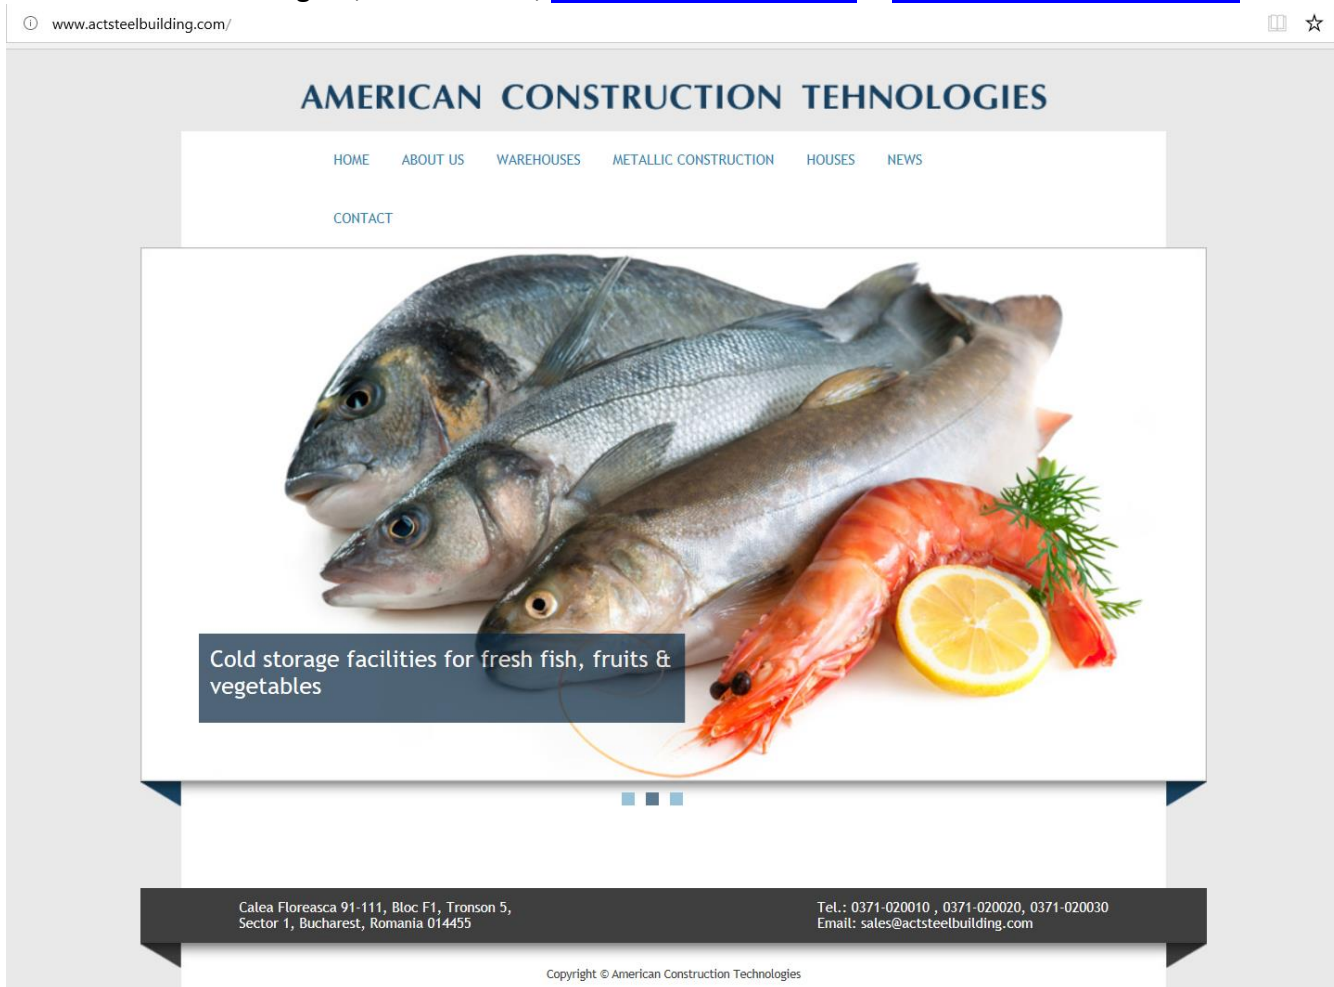 www.actsteelbuilding.com/
AMERICAN CONSTRUCTION TEHNOLOGIES
HOME ABOUT US WAREHOUSES METALLIC CONSTRUCTION HOUSES NEWS
CONTACT
Cold storage facilities for fresh fish, fruits &
vegetables
Calea Floreasca 91-111, Bloc F1, Tronson 5,
Sector 1, Bucharest, Romania 014455
Tel.: 0371-020010 , 0371-020020, 0371-020030
Email: sales@actsteelbuilding.com
Copyright © American Construction Technologies